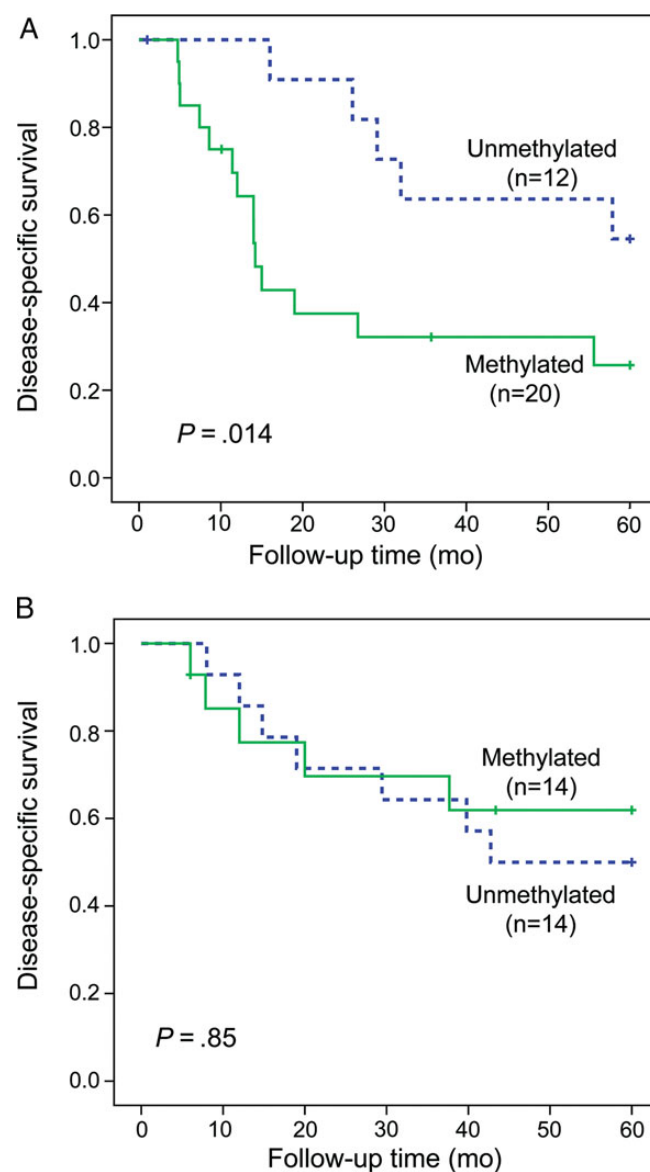 A
Disease-specific survival
1.0
0.8
0.6
0.4
0.2
0.0
Unmethylated
(n=12)
Methylated
(n=20)
P = .014
0 10 20 30 40 50 60
Follow-up time (mo)
B
Disease-specific survival
1.0
0.8
0.6
0.4
0.2
0.0
Methylated
(n=14)
Unmethylated
(n=14)
P = .85
0 10 20 30 40 50 60
Follow-up time (mo)